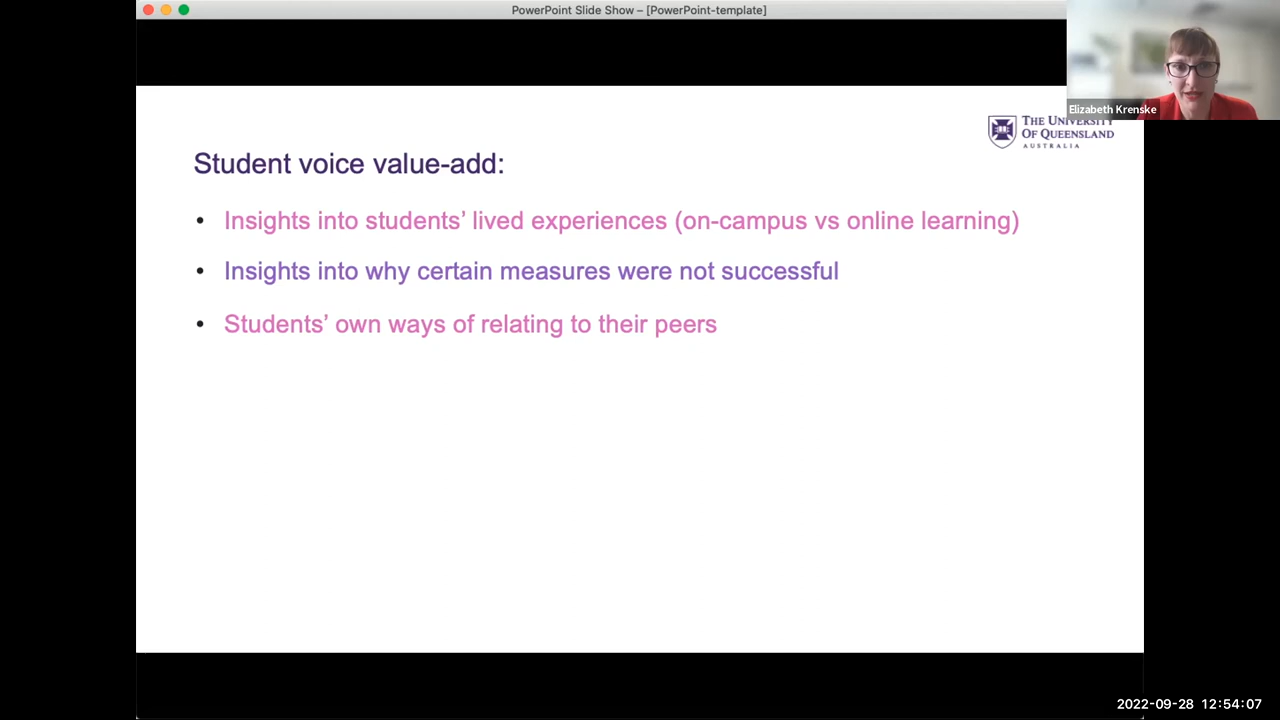 PowerPoint Slide Show – [PowerPoint-template]
Elizabeth Krenske
THE UNIVERSITY
OF QUEENSLAND
AUSTRALIA
Student voice value-add:
• Insights into students’ lived experiences (on-campus vs online learning)
• Insights into why certain measures were not successful
• Students’ own ways of relating to their peers
2022-09-28 12:54:07